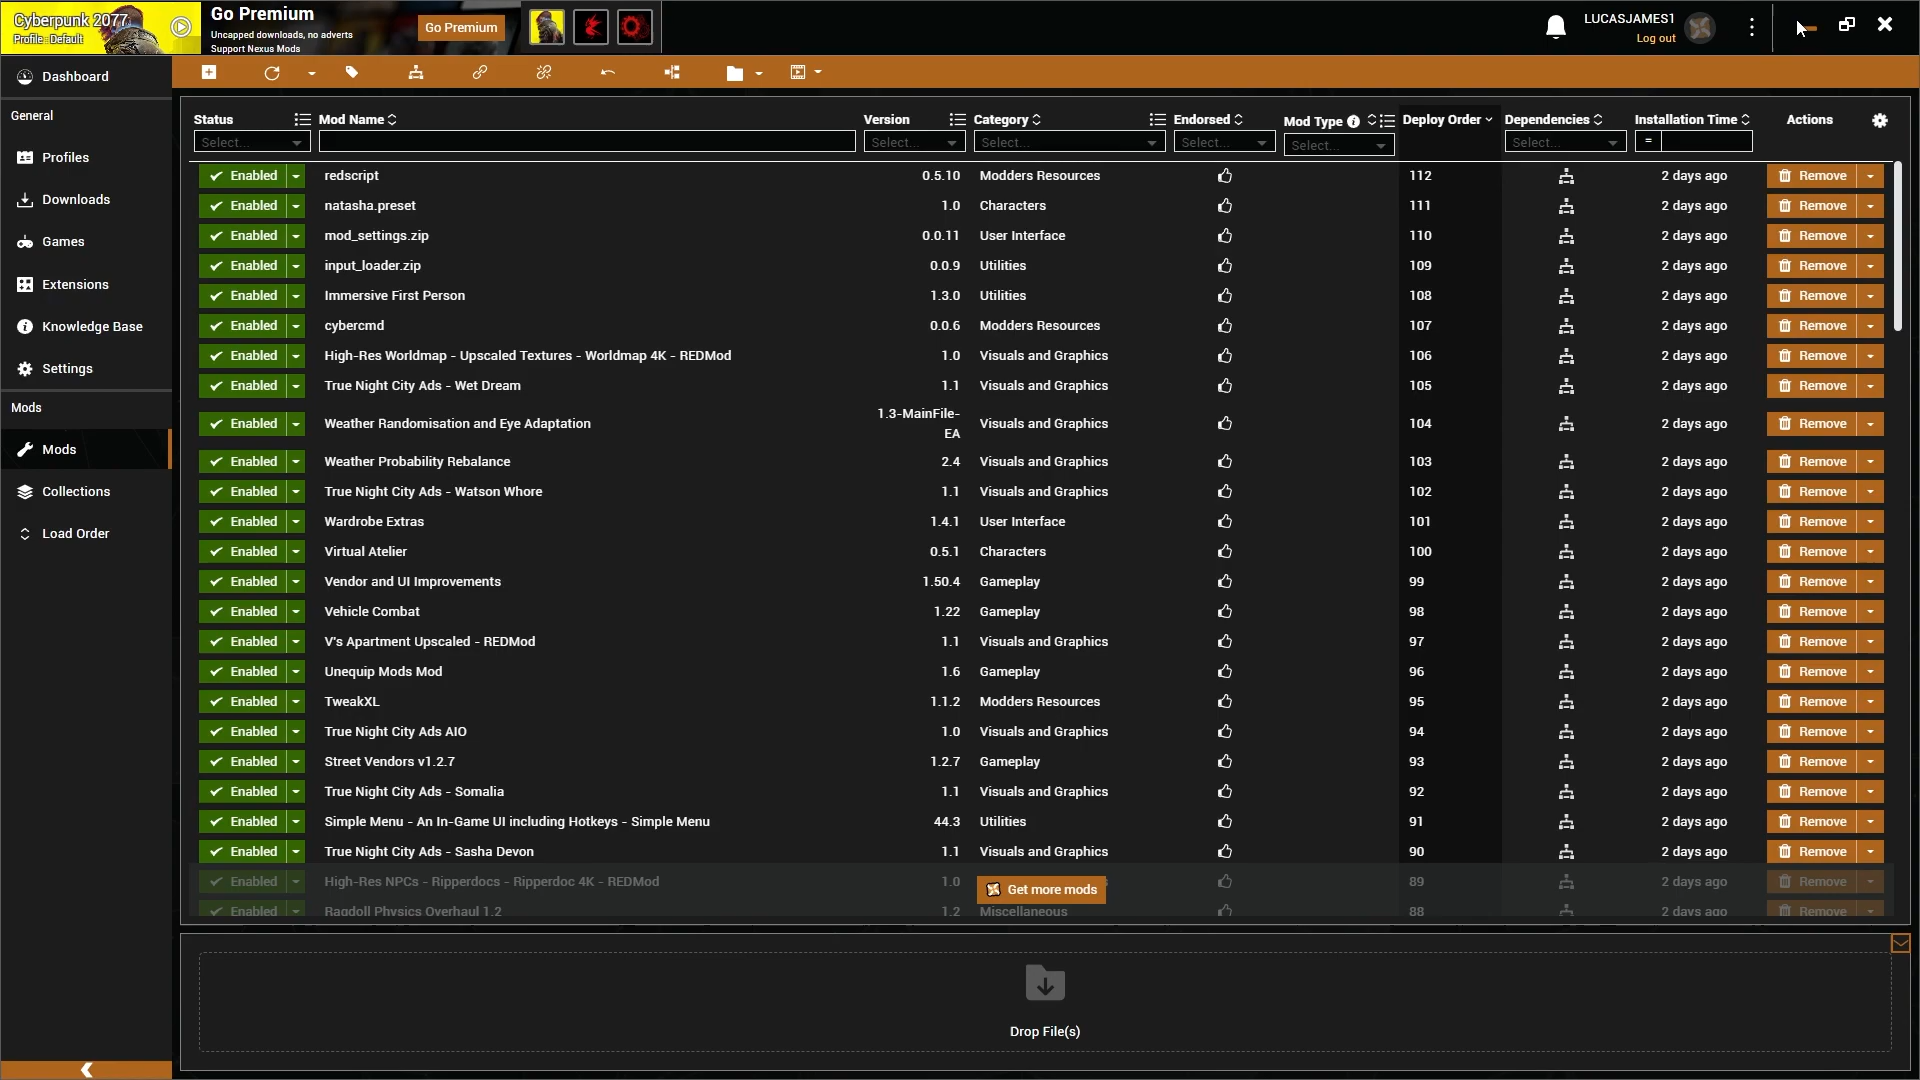 Cyberpunk 2077
Profile : Default
Go Premium
Uncapped downloads, no adverts
Support Nexus Mods
Go Premium
LUCASJAMES1
Log out
Dashboard
General
Profiles
Downloads
Games
Extensions
Knowledge Base
Settings
Mods
Mods
Collections
Load Order
Status Mod Name Version Category Endorsed Mod Type Deploy Order Dependencies Installation Time Actions
Select... Select... Select... Select... Select... Select... =
Enabled redscript 0.5.10 Modders Resources 112 2 days ago Remove
Enabled natasha.preset 1.0 Characters 111 2 days ago Remove
Enabled mod_settings.zip 0.0.11 User Interface 110 2 days ago Remove
Enabled input_loader.zip 0.0.9 Utilities 109 2 days ago Remove
Enabled Immersive First Person 1.3.0 Utilities 108 2 days ago Remove
Enabled cybercmd 0.0.6 Modders Resources 107 2 days ago Remove
Enabled High-Res Worldmap - Upscaled Textures - Worldmap 4K - REDMod 1.0 Visuals and Graphics 106 2 days ago Remove
Enabled True Night City Ads - Wet Dream 1.1 Visuals and Graphics 105 2 days ago Remove
Enabled Weather Randomisation and Eye Adaptation 1.3-MainFile-EA Visuals and Graphics 104 2 days ago Remove
Enabled Weather Probability Rebalance 2.4 Visuals and Graphics 103 2 days ago Remove
Enabled True Night City Ads - Watson Whore 1.1 Visuals and Graphics 102 2 days ago Remove
Enabled Wardrobe Extras 1.4.1 User Interface 101 2 days ago Remove
Enabled Virtual Atelier 0.5.1 Characters 100 2 days ago Remove
Enabled Vendor and UI Improvements 1.50.4 Gameplay 99 2 days ago Remove
Enabled Vehicle Combat 1.22 Gameplay 98 2 days ago Remove
Enabled V's Apartment Upscaled - REDMod 1.1 Visuals and Graphics 97 2 days ago Remove
Enabled Unequip Mods Mod 1.6 Gameplay 96 2 days ago Remove
Enabled TweakXL 1.1.2 Modders Resources 95 2 days ago Remove
Enabled True Night City Ads AIO 1.0 Visuals and Graphics 94 2 days ago Remove
Enabled Street Vendors v1.2.7 1.2.7 Gameplay 93 2 days ago Remove
Enabled True Night City Ads - Somalia 1.1 Visuals and Graphics 92 2 days ago Remove
Enabled Simple Menu - An In-Game UI including Hotkeys - Simple Menu 44.3 Utilities 91 2 days ago Remove
Enabled True Night City Ads - Sasha Devon 1.1 Visuals and Graphics 90 2 days ago Remove
Enabled High-Res NPCs - Ripperdocs - Ripperdoc 4K - REDMod 1.0 89 2 days ago Remove
Get more mods
Enabled Ragdoll Physics Overhaul 1.2 1.2 Miscellaneous 88 2 days ago Remove
Drop File(s)